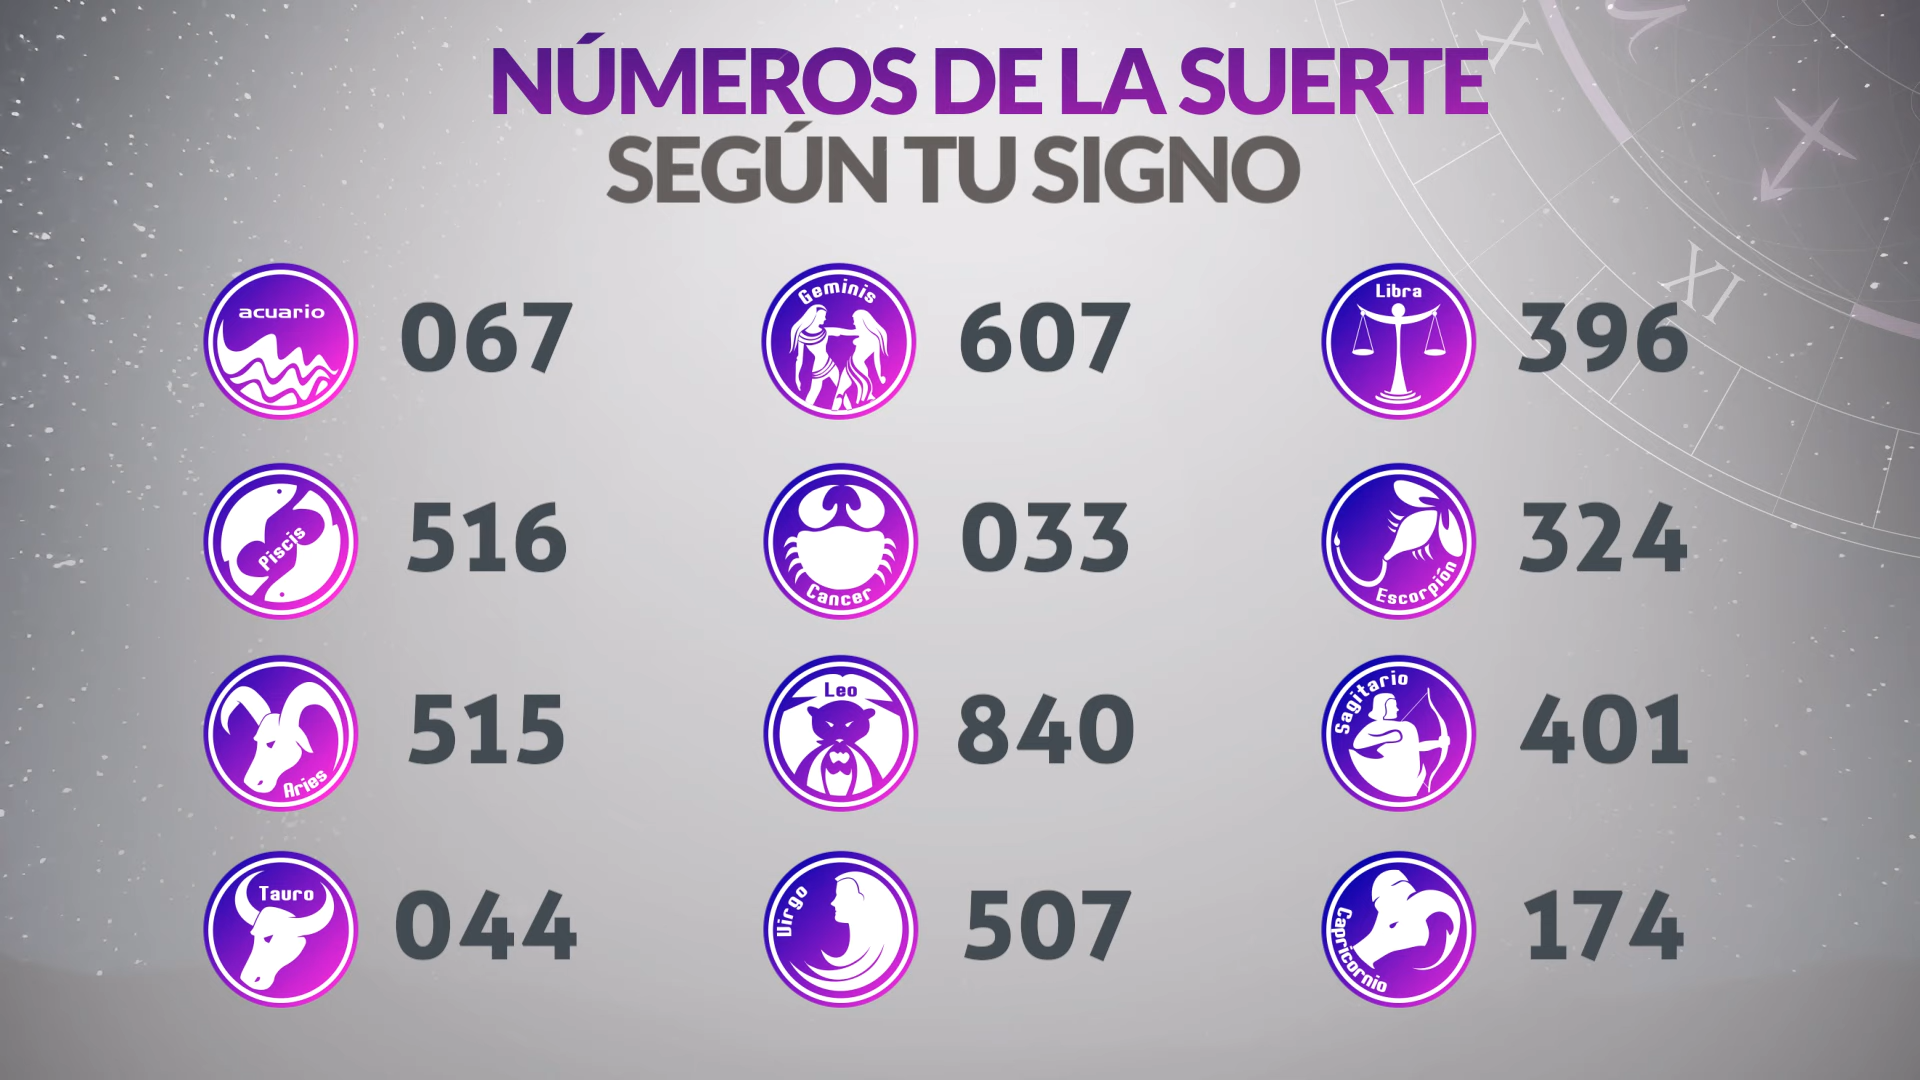 NÚMEROS DE LA SUERTE
SEGÚN TU SIGNO
acuario 067
Geminis 607
Libra 396
Piscis 516
Cancer 033
Escorpión 324
Aries 515
Leo 840
Sagitario 401
Tauro 044
Virgo 507
Capricornio 174
X
XI